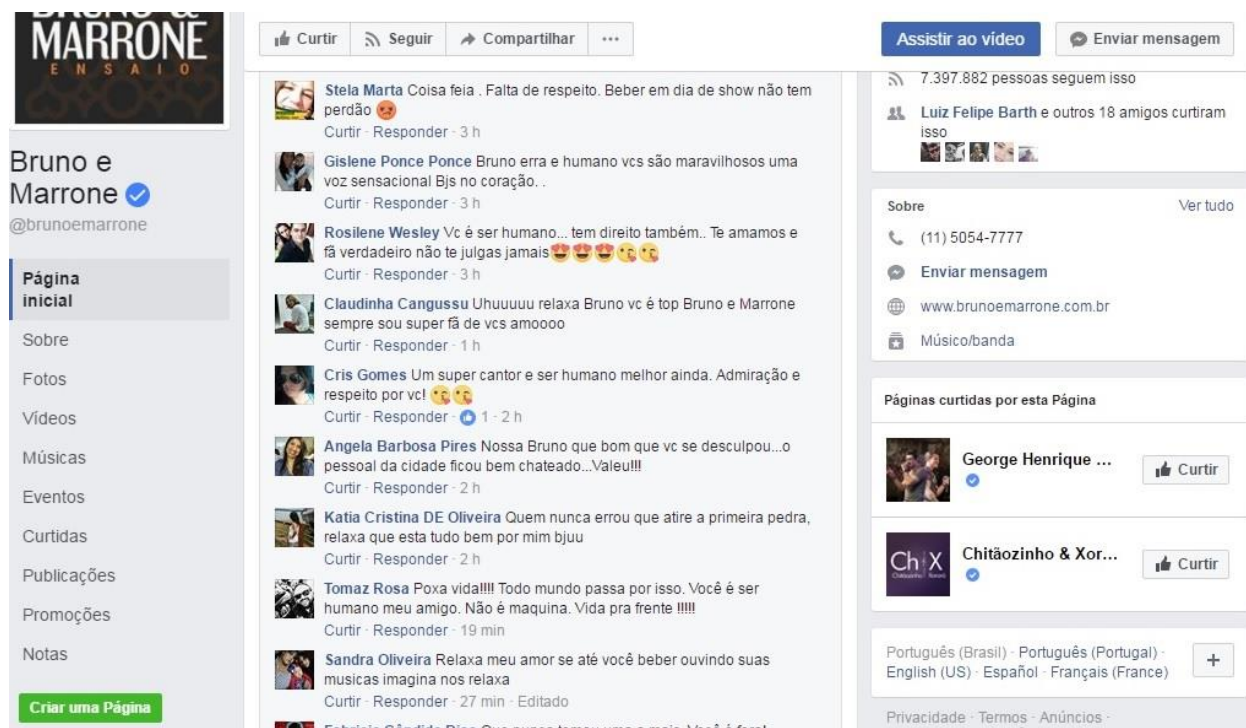 BRUNO &
MARRONE
ENSAIO
Bruno e
Marrone
@brunoemarrone
Página
inicial
Sobre
Fotos
Vídeos
Músicas
Eventos
Curtidas
Publicações
Promoções
Notas
Criar uma Página
Curtir
Seguir
Compartilhar
...
Assistir ao vídeo
Enviar mensagem
Stela Marta Coisa feia . Falta de respeito. Beber em dia de show não tem
perdão 😡
Curtir · Responder · 3 h
Gislene Ponce Ponce Bruno erra e humano vcs são maravilhosos uma
voz sensacional Bjs no coração. .
Curtir · Responder · 3 h
Rosilene Wesley Vc é ser humano... tem direito também.. Te amamos e
fã verdadeiro não te julgas jamais😍😍😍😘😘
Curtir · Responder · 3 h
Claudinha Cangussu Uhuuuuu relaxa Bruno vc é top Bruno e Marrone
sempre sou super fã de vcs amoooo
Curtir · Responder · 1 h
Cris Gomes Um super cantor e ser humano melhor ainda. Admiração e
respeito por vc! 😘😘
Curtir · Responder · 1 · 2 h
Angela Barbosa Pires Nossa Bruno que bom que vc se desculpou...o
pessoal da cidade ficou bem chateado...Valeu!!!
Curtir · Responder · 2 h
Katia Cristina DE Oliveira Quem nunca errou que atire a primeira pedra,
relaxa que esta tudo bem por mim bjuu
Curtir · Responder · 2 h
Tomaz Rosa Poxa vida!!!! Todo mundo passa por isso. Você é ser
humano meu amigo. Não é maquina. Vida pra frente !!!!!
Curtir · Responder · 19 min
Sandra Oliveira Relaxa meu amor se até você beber ouvindo suas
musicas imagina nos relaxa
Curtir · Responder · 27 min · Editado
7.397.882 pessoas seguem isso
Luiz Felipe Barth e outros 18 amigos curtiram
isso
Sobre
Ver tudo
(11) 5054-7777
Enviar mensagem
www.brunoemarrone.com.br
Músico/banda
Páginas curtidas por esta Página
George Henrique ...
Curtir
Ch X
Chitãozinho & Xor...
Curtir
Português (Brasil) · Português (Portugal) ·
English (US) · Español · Français (France)
+
Privacidade · Termos · Anúncios ·